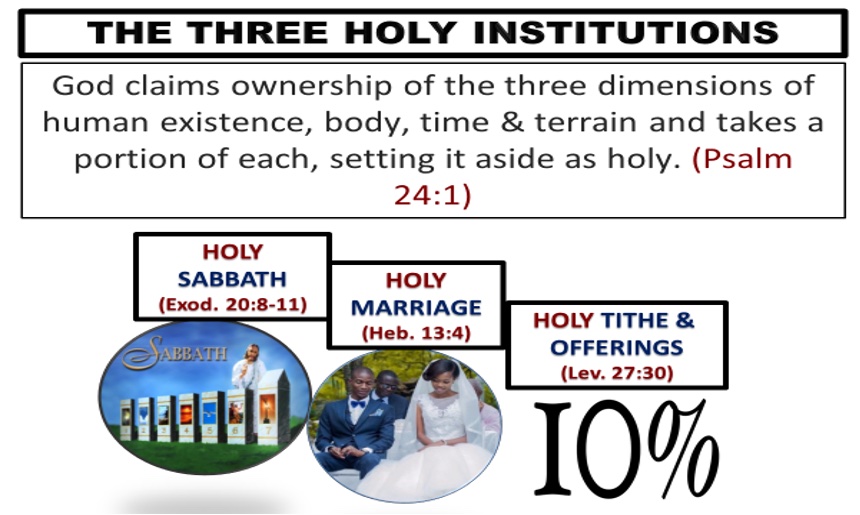 THE THREE HOLY INSTITUTIONS
God claims ownership of the three dimensions of
human existence, body, time & terrain and takes a
portion of each, setting it aside as holy. (Psalm
24:1)
HOLY
SABBATH
(Exod. 20:8-11)
HOLY
MARRIAGE
(Heb. 13:4)
HOLY TITHE &
OFFERINGS
(Lev. 27:30)
SABBATH
1 2 3 4 5 6 7
10%